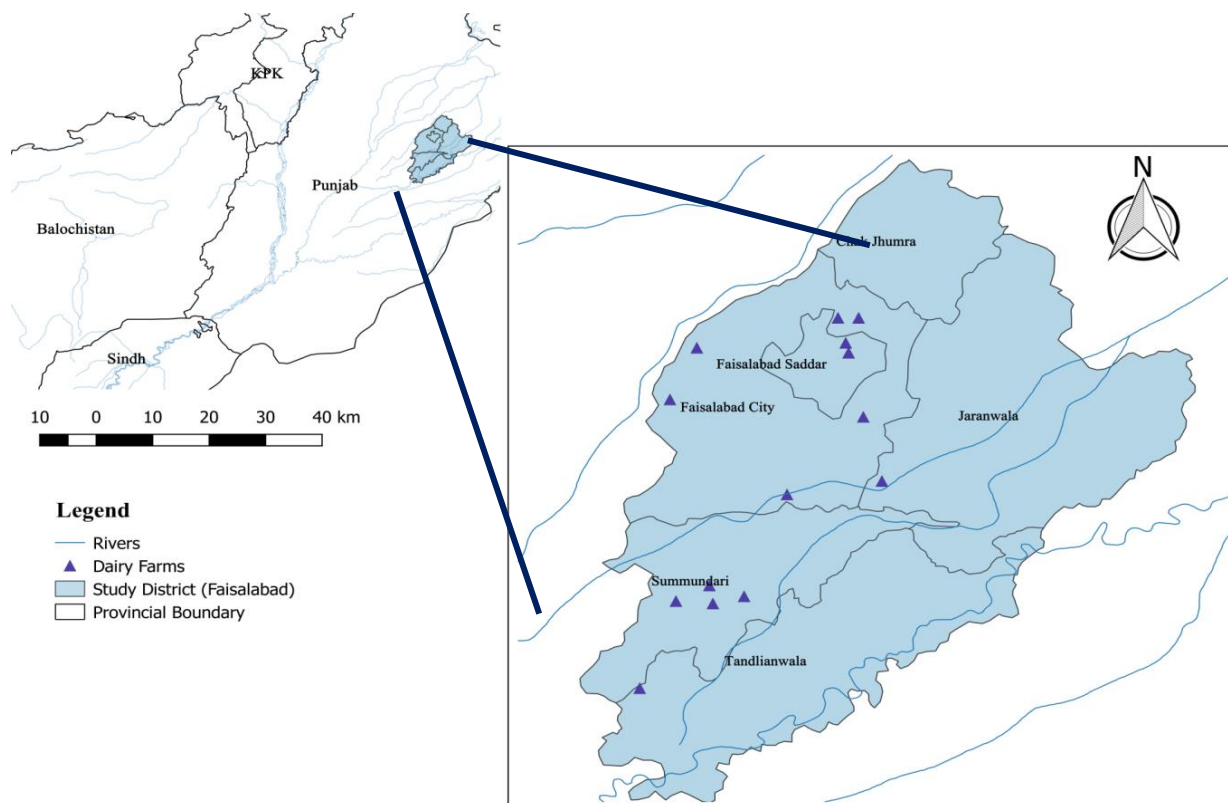 KPK
Punjab
Balochistan
Sindh
10 0 10 20 30 40 km
Legend
Rivers
Dairy Farms
Study District (Faisalabad)
Provincial Boundary
N
Chak Jhumra
Faisalabad Saddar
Faisalabad City
Jaranwala
Summundari
Tandlianwala